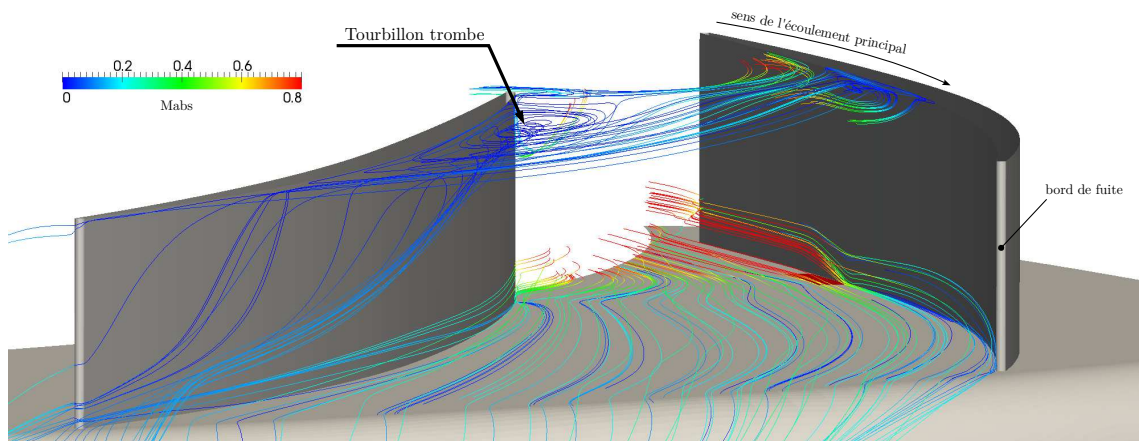 sens de l'écoulement principal
Tourbillon trombe
0.2 0.4 0.6
0 0.8
Mabs
bord de fuite